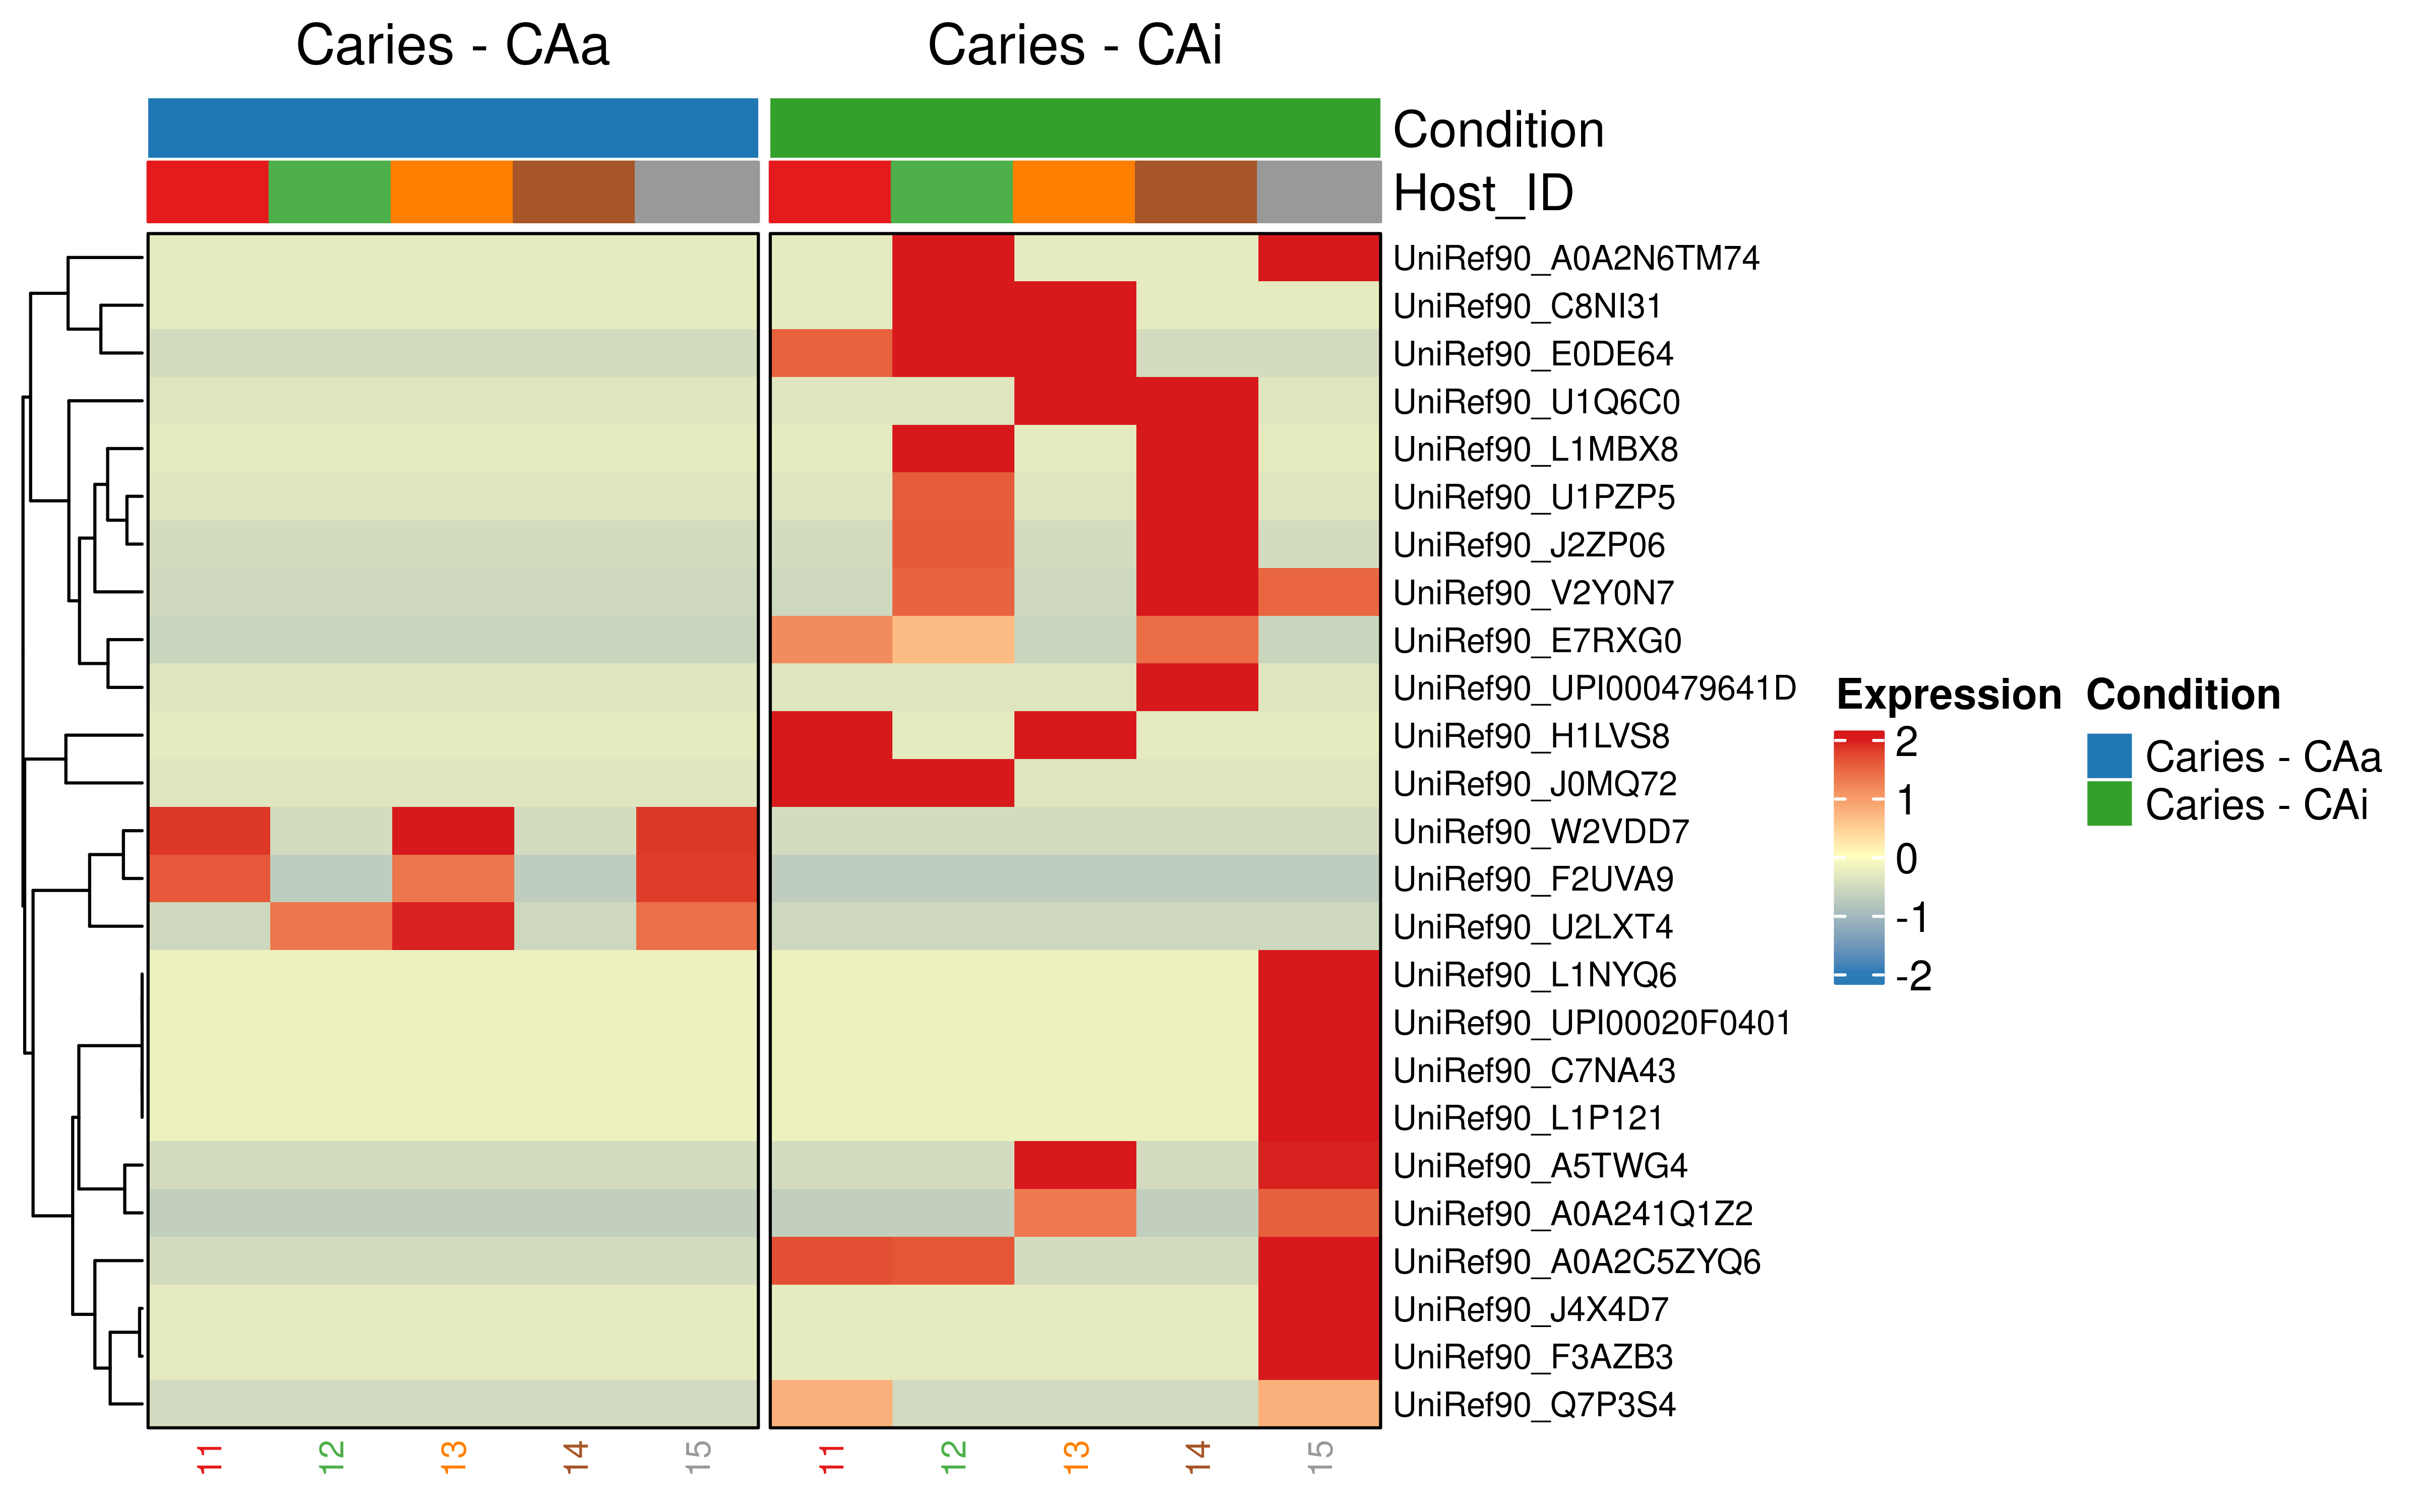 Caries - CAa
Caries - CAi
Condition
Host_ID
UniRef90_A0A2N6TM74
UniRef90_C8NI31
UniRef90_E0DE64
UniRef90_U1Q6C0
UniRef90_L1MBX8
UniRef90_U1PZP5
UniRef90_J2ZP06
UniRef90_V2Y0N7
UniRef90_E7RXG0
UniRef90_UPI000479641D
UniRef90_H1LVS8
UniRef90_J0MQ72
UniRef90_W2VDD7
UniRef90_F2UVA9
UniRef90_U2LXT4
UniRef90_L1NYQ6
UniRef90_UPI00020F0401
UniRef90_C7NA43
UniRef90_L1P121
UniRef90_A5TWG4
UniRef90_A0A241Q1Z2
UniRef90_A0A2C5ZYQ6
UniRef90_J4X4D7
UniRef90_F3AZB3
UniRef90_Q7P3S4
11
12
13
14
15
11
12
13
14
15
Expression
2
1
0
-1
-2
Condition
Caries - CAa
Caries - CAi